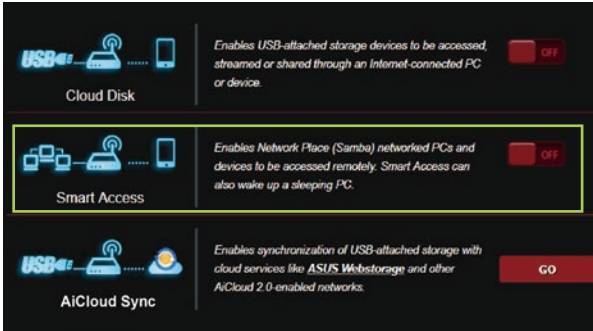 USB
Cloud Disk
Enables USB-attached storage devices to be accessed,
streamed or shared through an Internet-connected PC
or device.
OFF
Smart Access
Enables Network Place (Samba) networked PCs and
devices to be accessed remotely. Smart Access can
also wake up a sleeping PC.
OFF
USB
AiCloud Sync
Enables synchronization of USB-attached storage with
cloud services like ASUS Webstorage and other
AiCloud 2.0-enabled networks.
GO